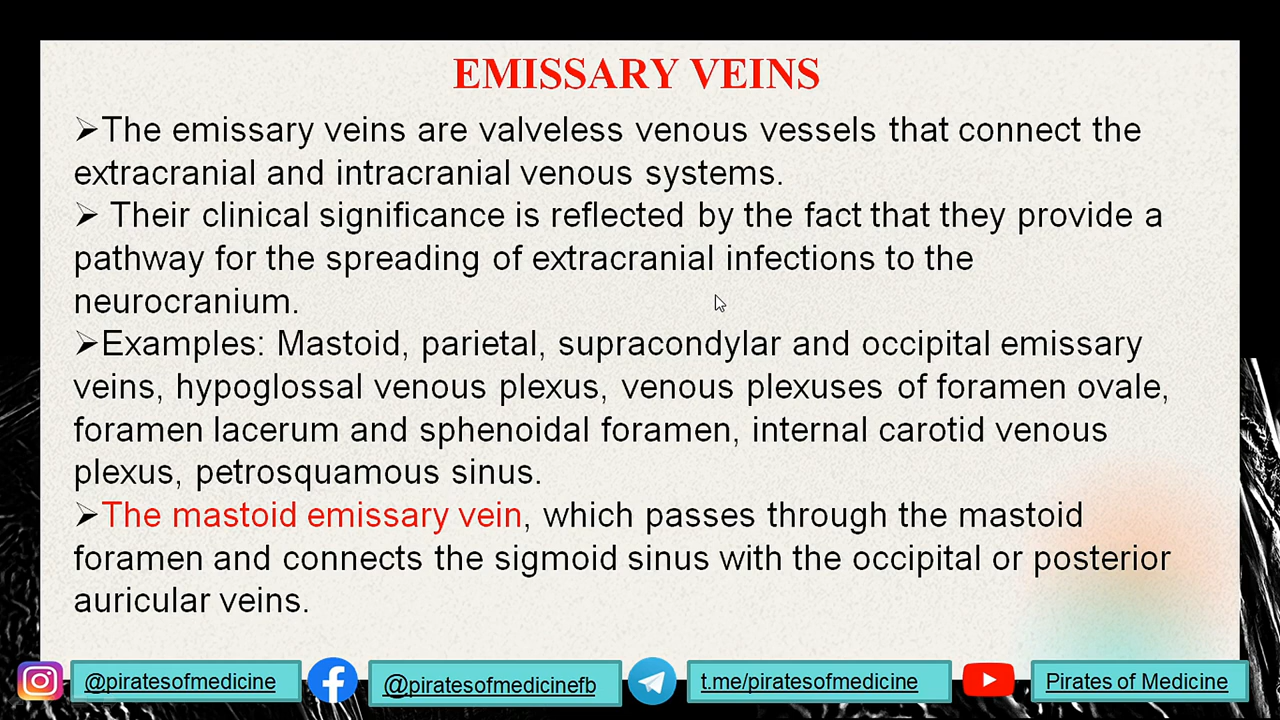 EMISSARY VEINS
➢The emissary veins are valveless venous vessels that connect the
extracranial and intracranial venous systems.
➢ Their clinical significance is reflected by the fact that they provide a
pathway for the spreading of extracranial infections to the
neurocranium.
➢Examples: Mastoid, parietal, supracondylar and occipital emissary
veins, hypoglossal venous plexus, venous plexuses of foramen ovale,
foramen lacerum and sphenoidal foramen, internal carotid venous
plexus, petrosquamous sinus.
➢The mastoid emissary vein, which passes through the mastoid
foramen and connects the sigmoid sinus with the occipital or posterior
auricular veins.
@piratesofmedicine
@piratesofmedicinefb
t.me/piratesofmedicine
Pirates of Medicine